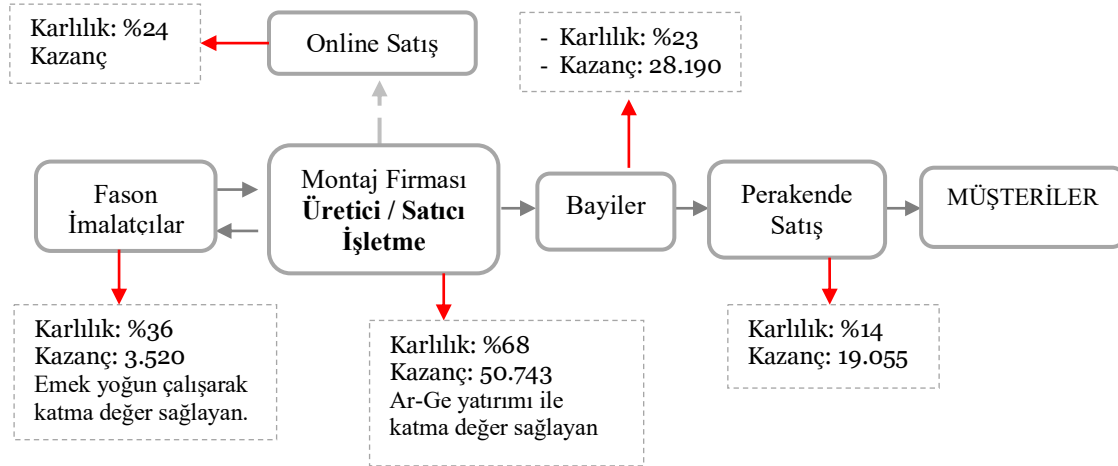 Karlılık: %24
Kazanç
Online Satış
- Karlılık: %23
- Kazanç: 28.190
Fason
İmalatçılar
Montaj Firması
Üretici / Satıcı
İşletme
Bayiler
Perakende
Satış
MÜŞTERİLER
Karlılık: %36
Kazanç: 3.520
Emek yoğun çalışarak
katma değer sağlayan.
Karlılık: %68
Kazanç: 50.743
Ar-Ge yatırımı ile
katma değer sağlayan
Karlılık: %14
Kazanç: 19.055